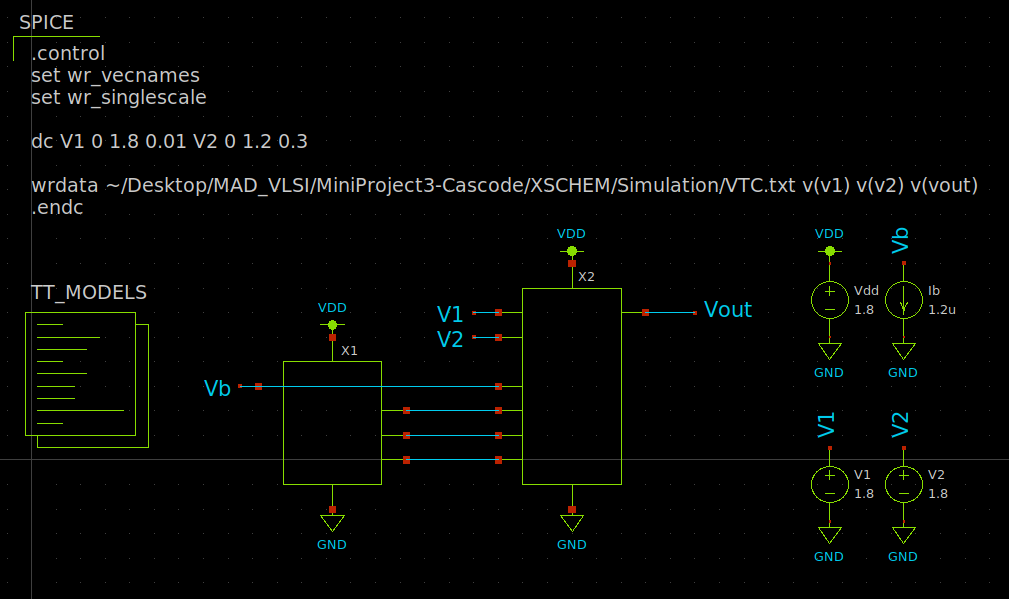 SPICE
.control
set wr_vecnames
set wr_singlescale
dc V1 0 1.8 0.01 V2 0 1.2 0.3
wrdata ~/Desktop/MAD_VLSI/MiniProject3-Cascode/XSCHEM/Simulation/VTC.txt v(v1) v(v2) v(vout)
.endc
TT_MODELS
VDD
X1
Vb
GND
VDD
X2
V1
V2
Vout
GND
VDD
Vdd
1.8
GND
Vb
Ib
1.2u
GND
V1
V1
1.8
GND
V2
V2
1.8
GND